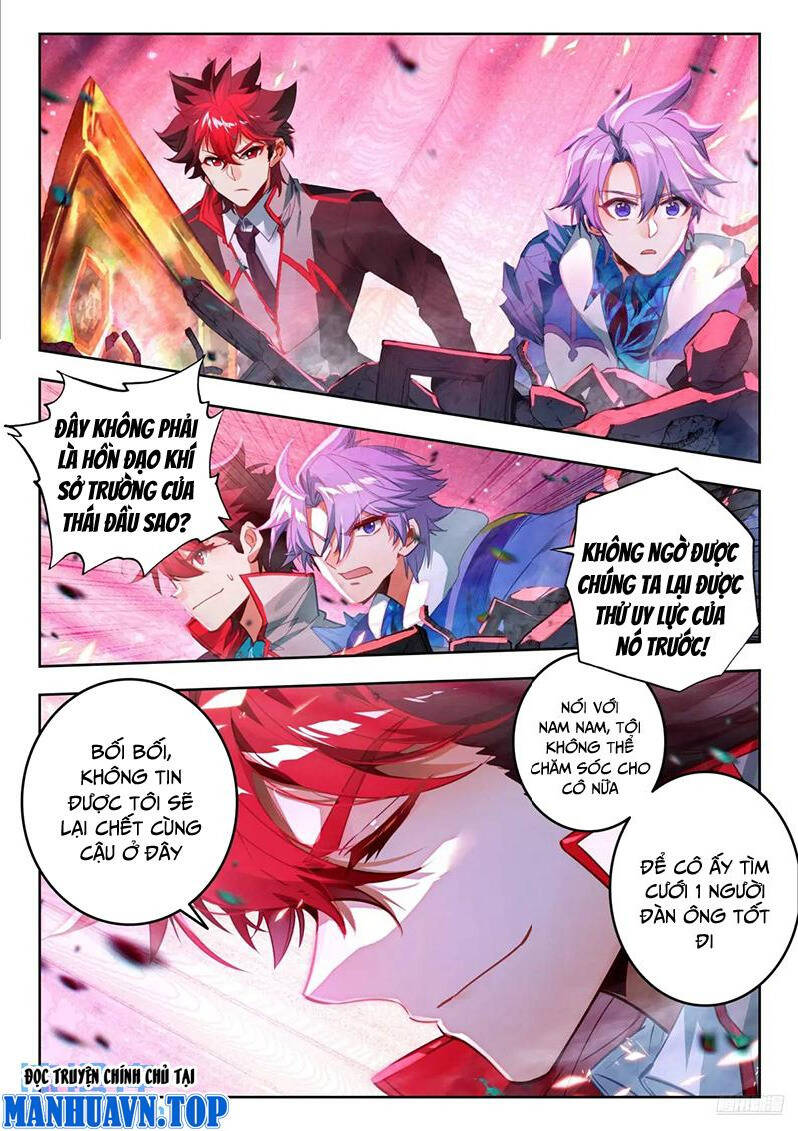 ĐÂY KHÔNG PHẢI
LÀ HỒN ĐẠO KHÍ
SỞ TRƯỜNG CỦA
THÁI ĐẦU SAO?
KHÔNG NGỜ ĐƯỢC
CHÚNG TA LẠI ĐƯỢC
THỬ UY LỰC CỦA
NÓ TRƯỚC!
BỐI BỐI,
KHÔNG TIN
ĐƯỢC TÔI SẼ
LẠI CHẾT CÙNG
CẬU Ở ĐÂY
NÓI VỚI
NAM NAM, TÔI
KHÔNG THỂ
CHĂM SÓC CHO
CÔ NỮA
ĐỂ CÔ ẤY TÌM
CƯỚI 1 NGƯỜI
ĐÀN ÔNG TỐT
ĐI
ĐỌC TRUYỆN CHÍNH CHỦ TẠI
MANHUAVN.TOP